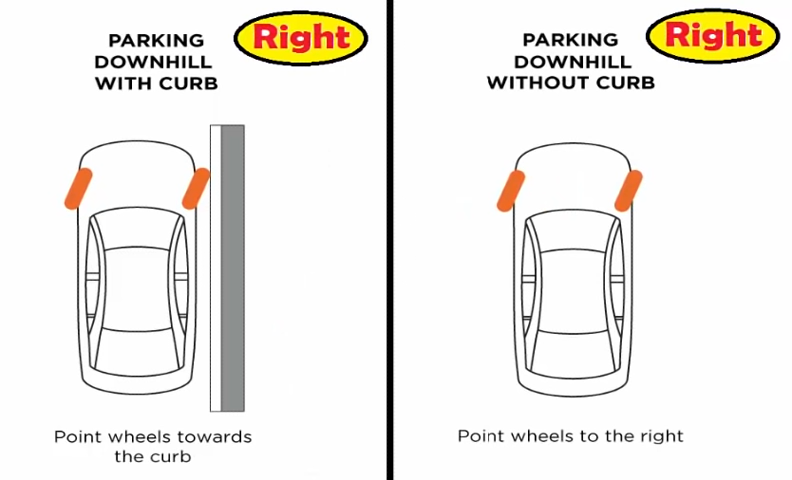 PARKING
DOWNHILL
WITH CURB
Right
Point wheels towards
the curb
PARKING
DOWNHILL
WITHOUT CURB
Right
Point wheels to the right